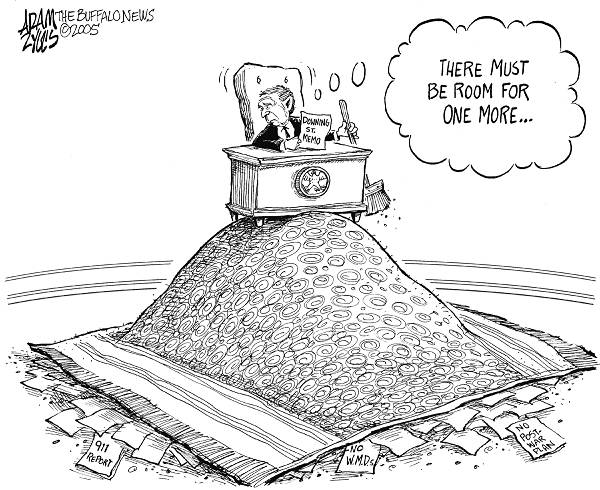 ADAM
ZYGLIS
THE BUFFALO NEWS
©2005
THERE MUST
BE ROOM FOR
ONE MORE...
DOWNING
ST.
MEMO
911
REPORT
NO
W.M.D.s
NO
POST-
WAR
PLAN